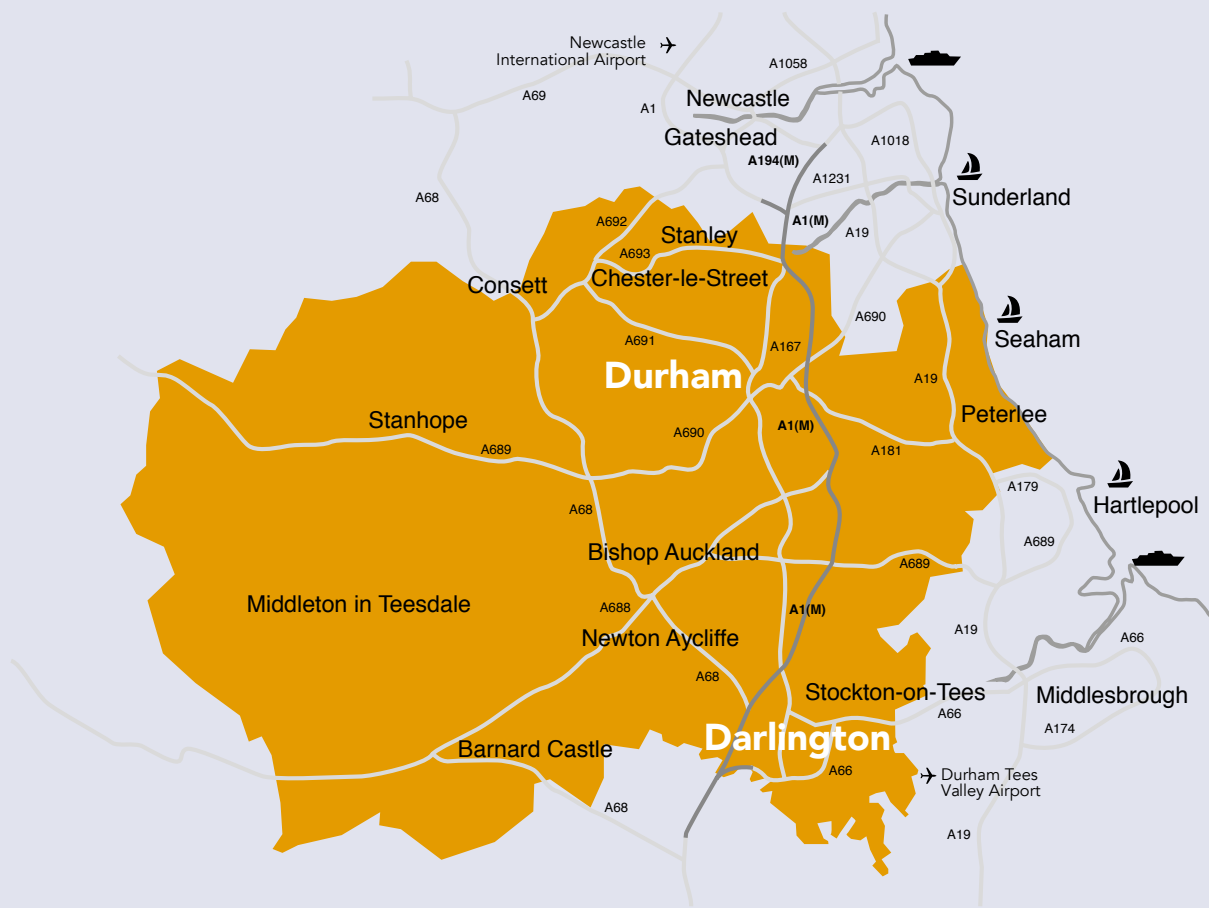 Newcastle
International Airport
A1058
A69
A1
Newcastle
Gateshead
A194(M)
A1018
A1231
A68
Sunderland
A692
A1(M)
A19
Stanley
A693
Chester-le-Street
Consett
A690
Seaham
A691
A167
Durham
A19
Peterlee
Stanhope
A690
A1(M)
A689
A181
A179
Hartlepool
A68
A689
Bishop Auckland
A689
Middleton in Teesdale
A688
A1(M)
A19
Newton Aycliffe
A66
A68
Stockton-on-Tees
Middlesbrough
A66
A174
Darlington
Barnard Castle
A66
Durham Tees
Valley Airport
A68
A19